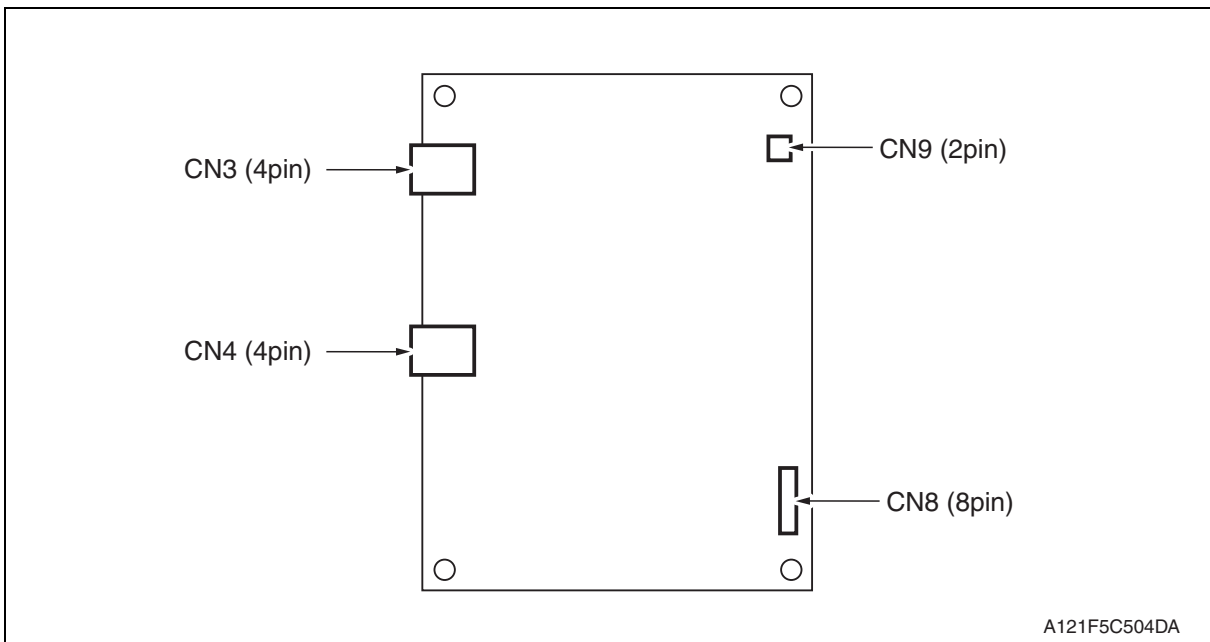 CN3 (4pin)
CN9 (2pin)
CN4 (4pin)
CN8 (8pin)
A121F5C504DA